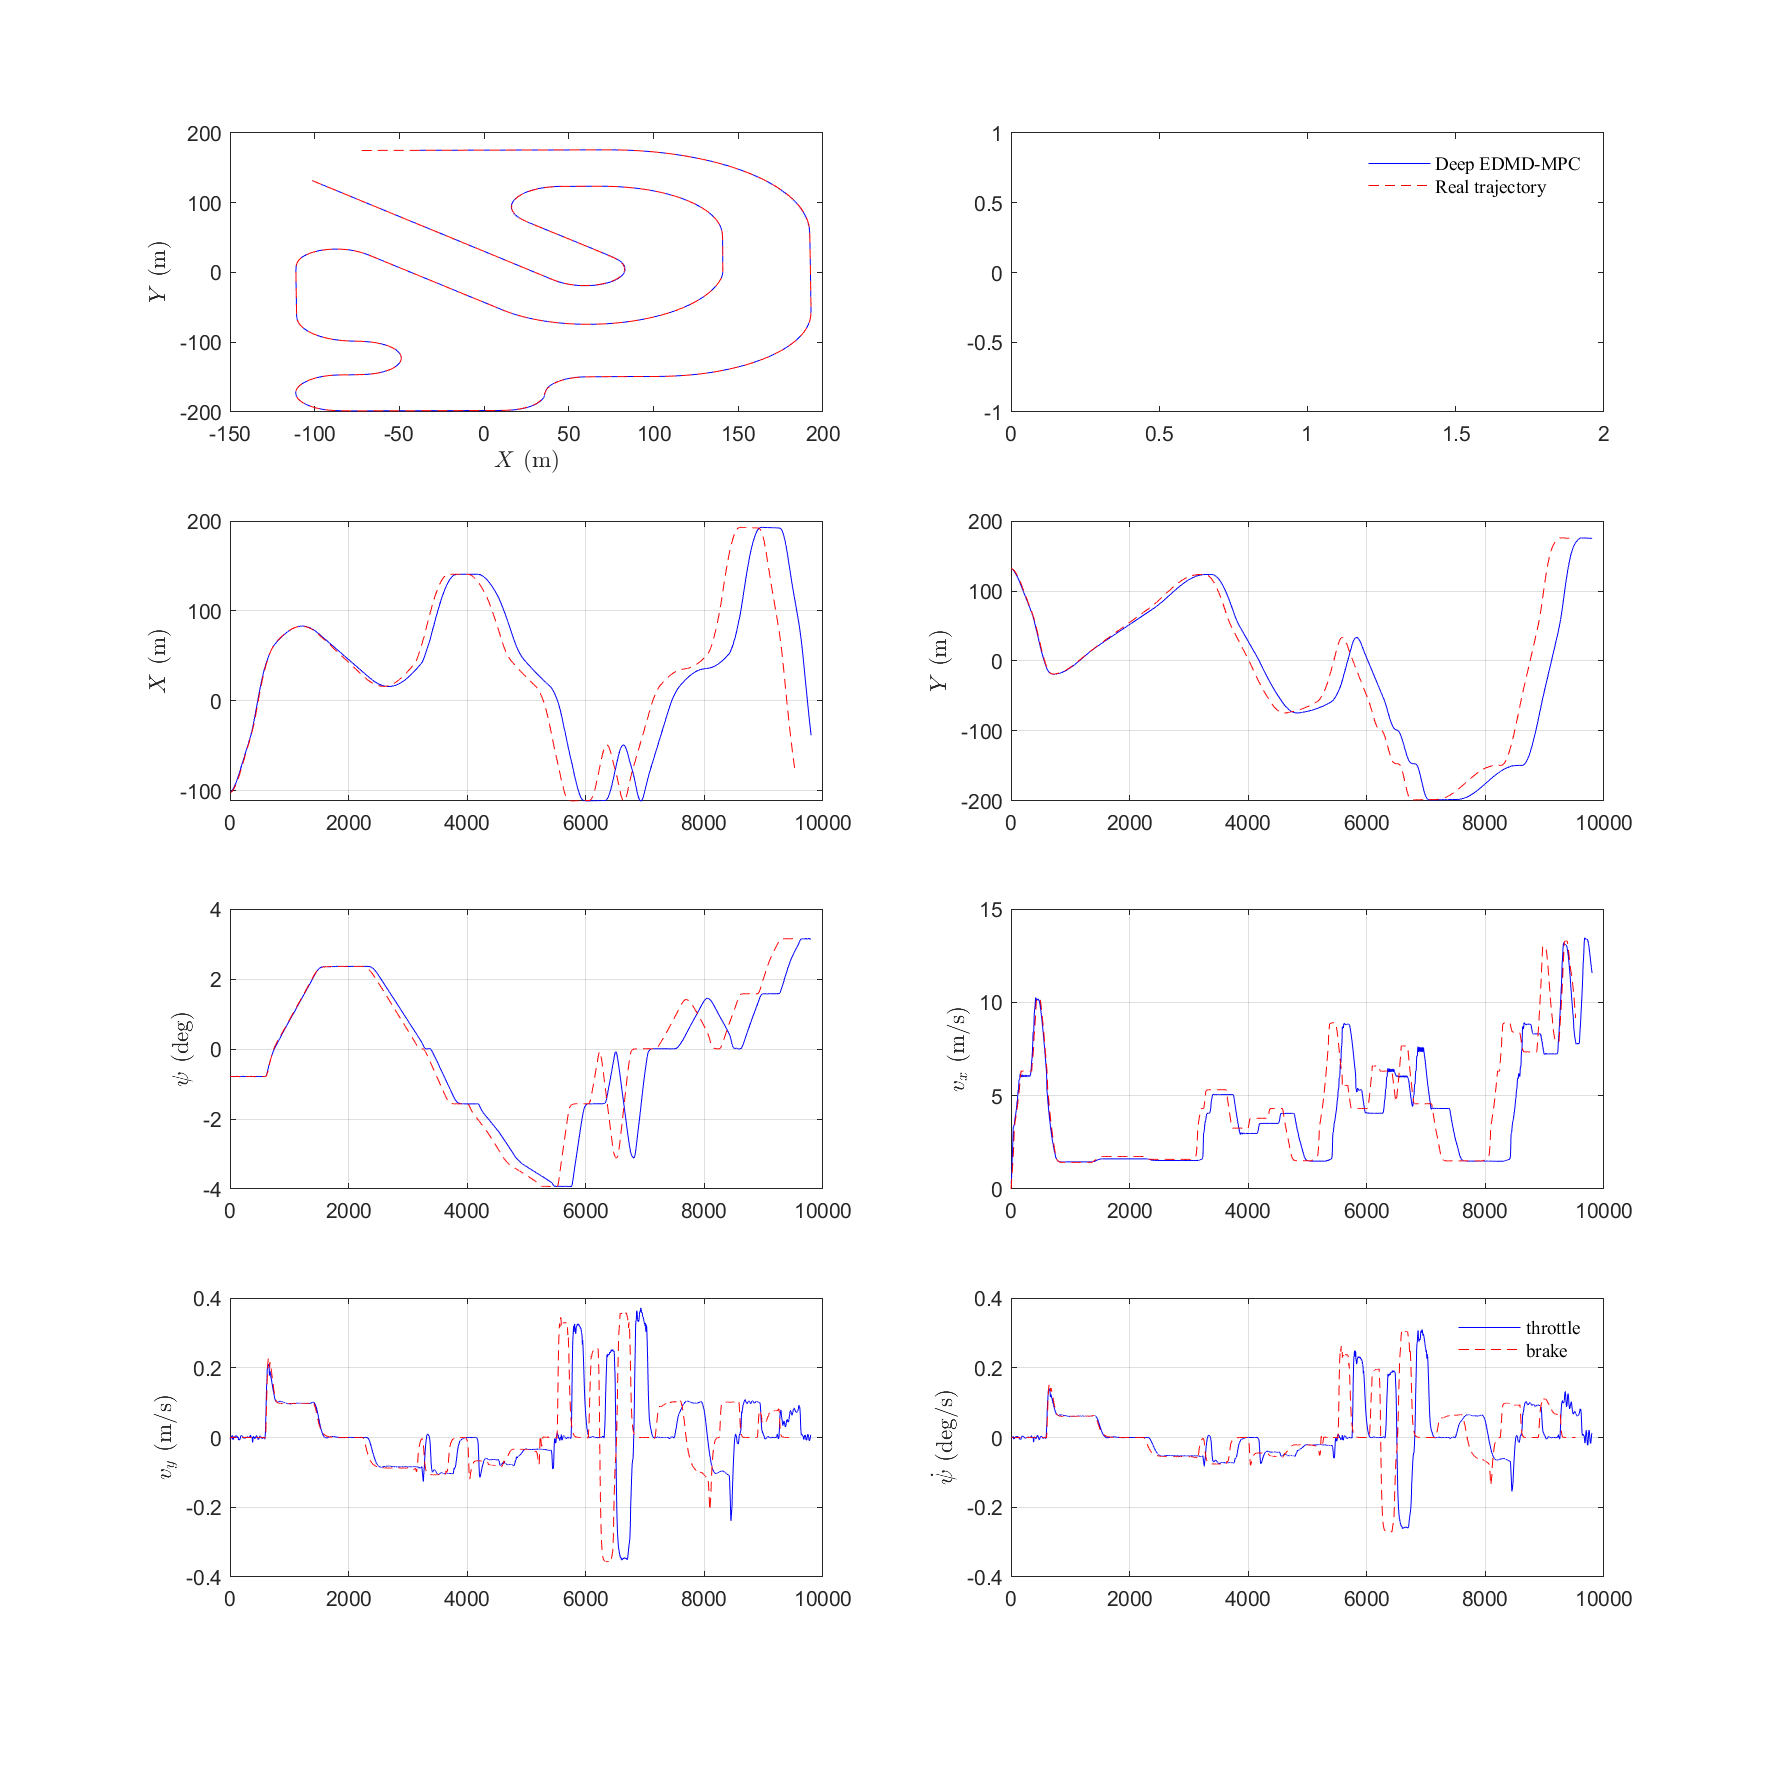 200
100
0
-100
-200
-150 -100 -50 0 50 100 150 200
X (m)
Y (m)
1
0.5
0
-0.5
-1
0 0.5 1 1.5 2
Deep EDMD-MPC
Real trajectory
200
100
0
-100
0 2000 4000 6000 8000 10000
X (m)
200
100
0
-100
-200
0 2000 4000 6000 8000 10000
Y (m)
4
2
0
-2
-4
0 2000 4000 6000 8000 10000
ψ (deg)
15
10
5
0
0 2000 4000 6000 8000 10000
vₓ (m/s)
0.4
0.2
0
-0.2
-0.4
0 2000 4000 6000 8000 10000
v_y (m/s)
0.4
0.2
0
-0.2
-0.4
0 2000 4000 6000 8000 10000
ψ̇ (deg/s)
throttle
brake